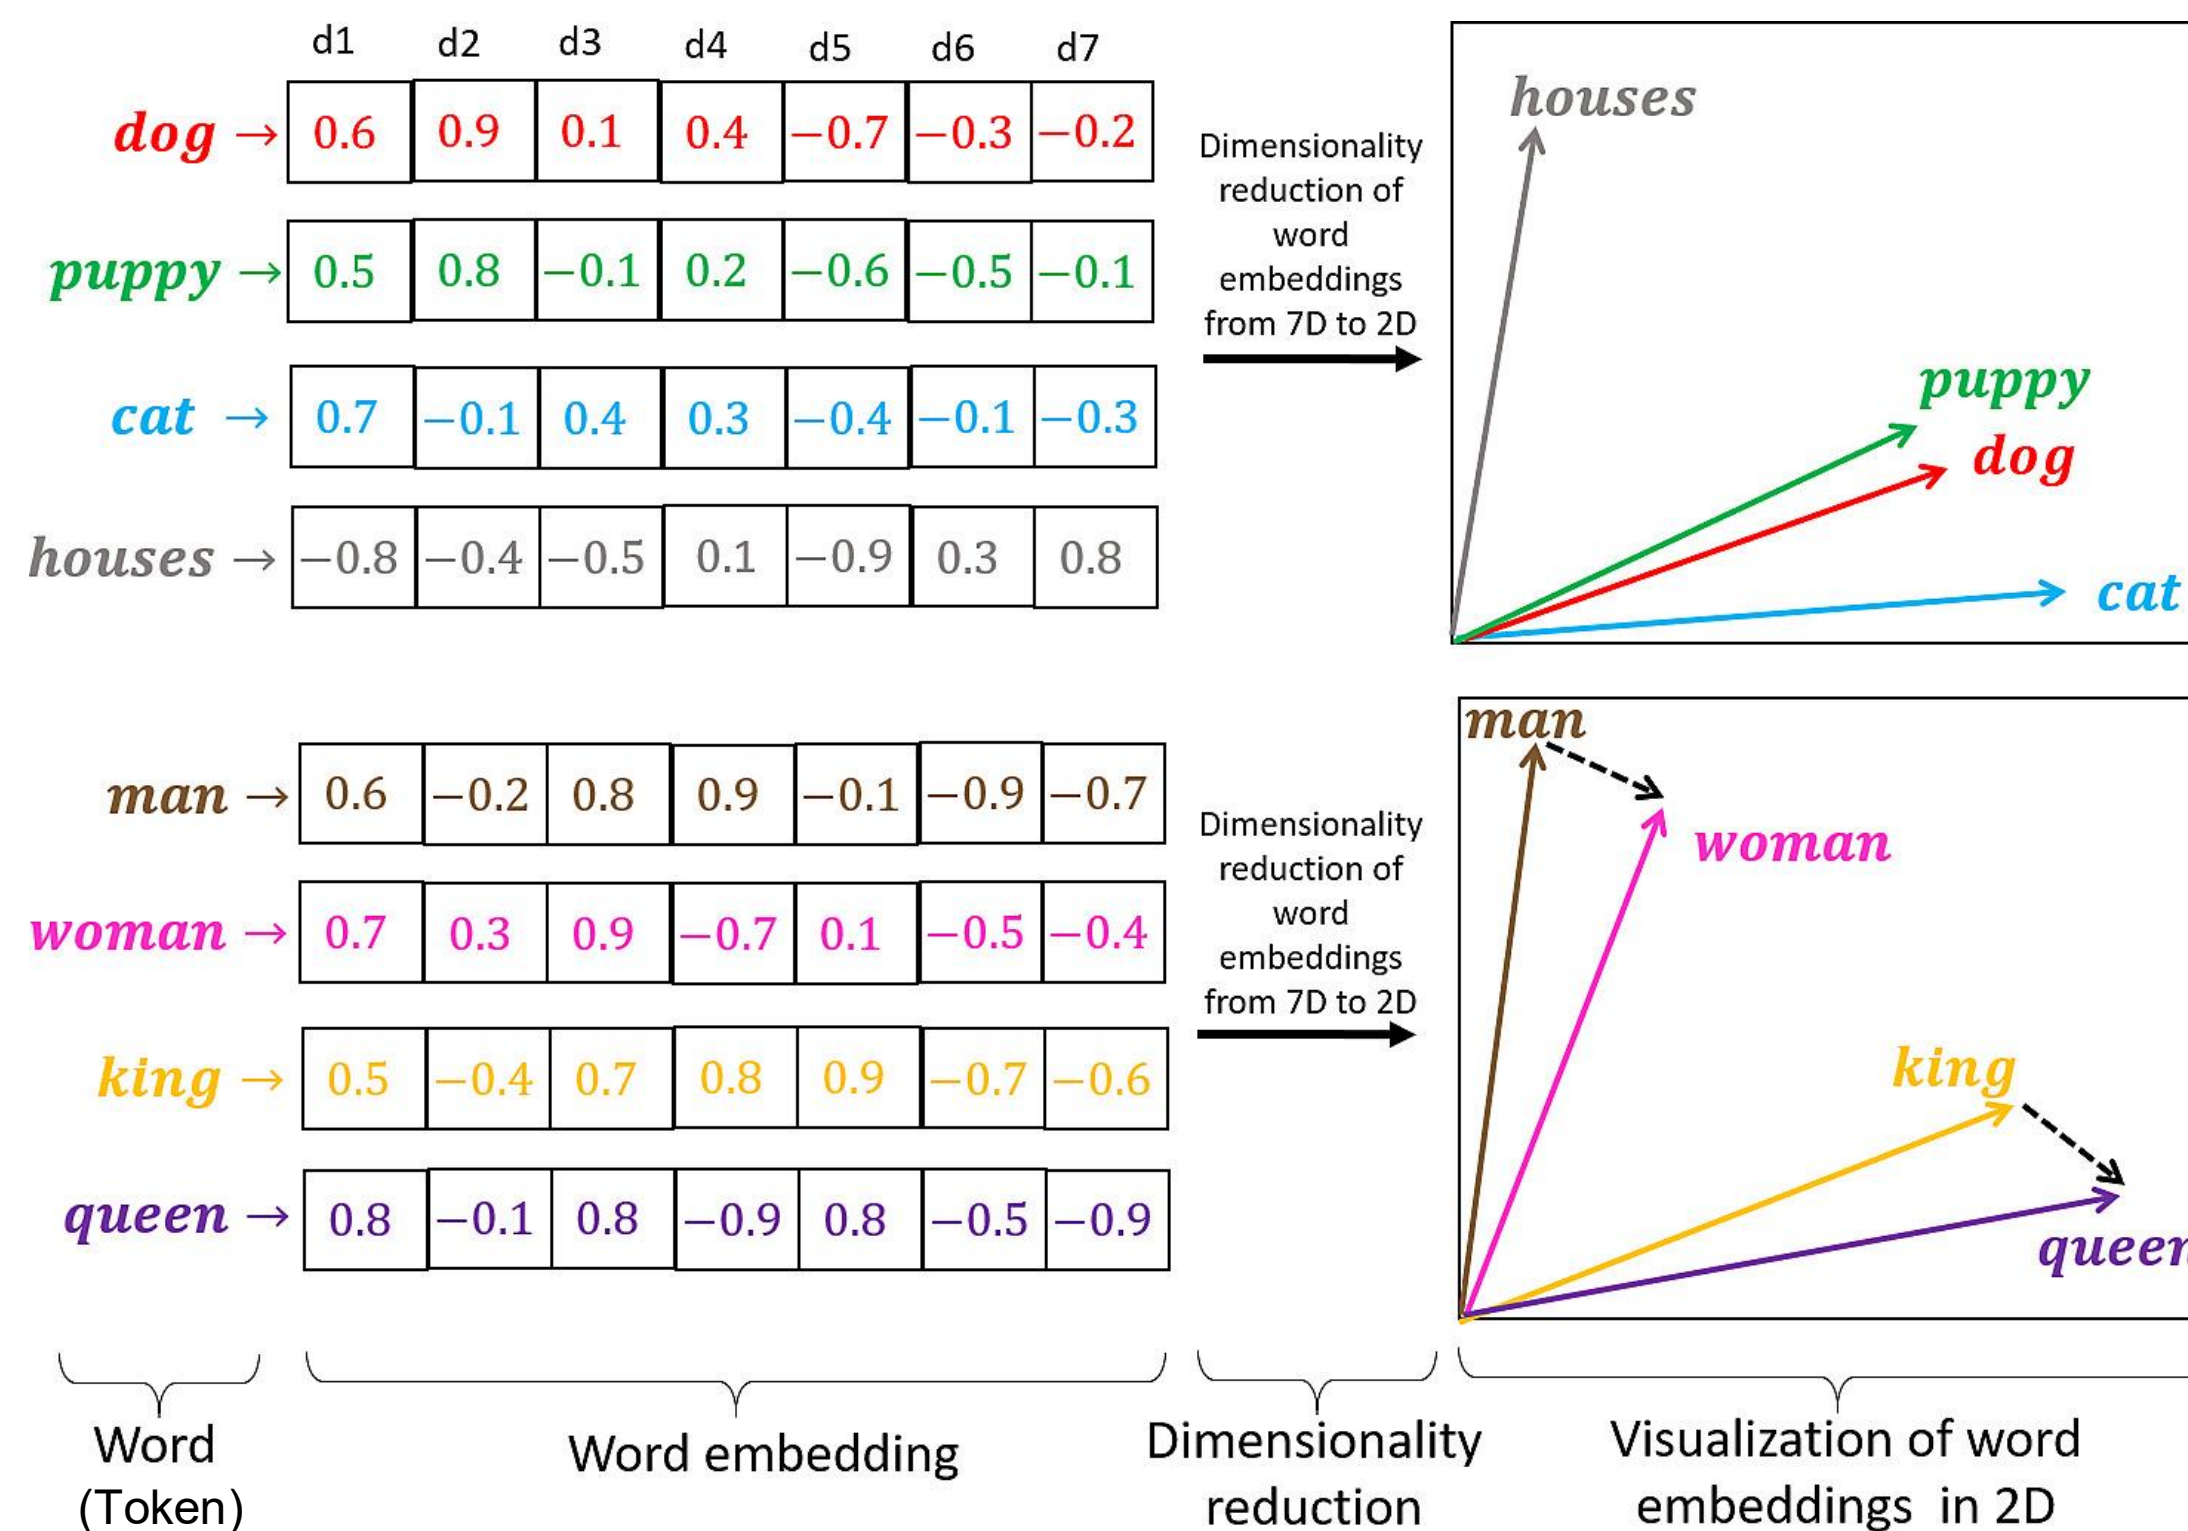 d1 d2 d3 d4 d5 d6 d7
dog → 0.6 0.9 0.1 0.4 −0.7 −0.3 −0.2
puppy → 0.5 0.8 −0.1 0.2 −0.6 −0.5 −0.1
cat → 0.7 −0.1 0.4 0.3 −0.4 −0.1 −0.3
houses → −0.8 −0.4 −0.5 0.1 −0.9 0.3 0.8
Dimensionality
reduction of
word
embeddings
from 7D to 2D
houses
puppy
dog
cat
man → 0.6 −0.2 0.8 0.9 −0.1 −0.9 −0.7
woman → 0.7 0.3 0.9 −0.7 0.1 −0.5 −0.4
king → 0.5 −0.4 0.7 0.8 0.9 −0.7 −0.6
queen → 0.8 −0.1 0.8 −0.9 0.8 −0.5 −0.9
Dimensionality
reduction of
word
embeddings
from 7D to 2D
man
woman
king
queen
Word
(Token)
Word embedding
Dimensionality
reduction
Visualization of word
embeddings in 2D